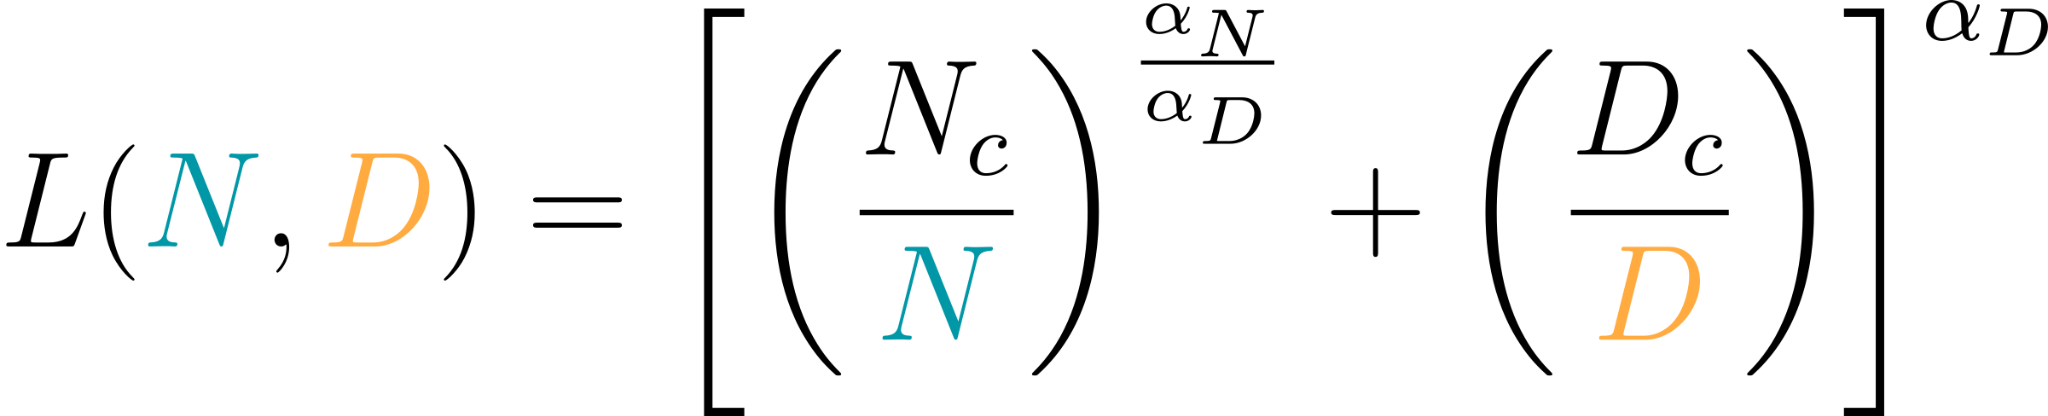 L(N, D) = [(N_c/N)^{α_N/α_D} + (D_c/D)]^{α_D}